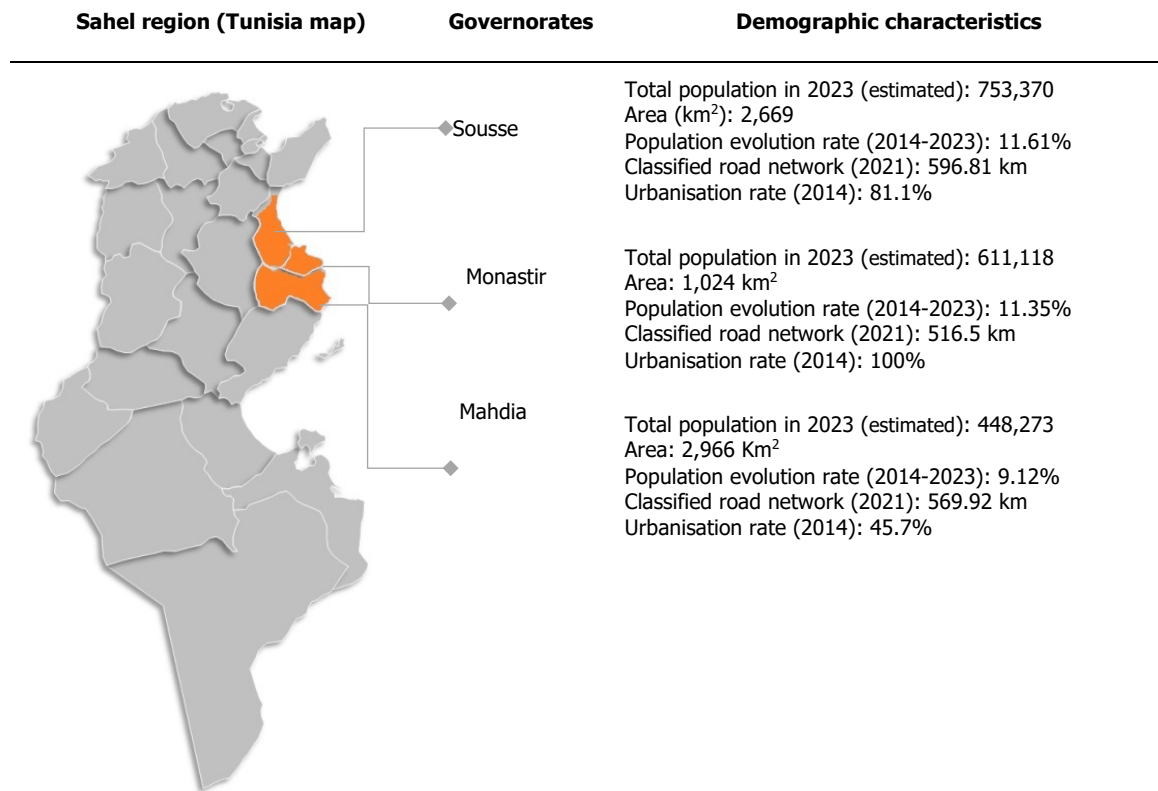 Sahel region (Tunisia map) Governorates Demographic characteristics
Sousse
Total population in 2023 (estimated): 753,370
Area (km²): 2,669
Population evolution rate (2014-2023): 11.61%
Classified road network (2021): 596.81 km
Urbanisation rate (2014): 81.1%
Monastir
Total population in 2023 (estimated): 611,118
Area: 1,024 km²
Population evolution rate (2014-2023): 11.35%
Classified road network (2021): 516.5 km
Urbanisation rate (2014): 100%
Mahdia
Total population in 2023 (estimated): 448,273
Area: 2,966 Km²
Population evolution rate (2014-2023): 9.12%
Classified road network (2021): 569.92 km
Urbanisation rate (2014): 45.7%